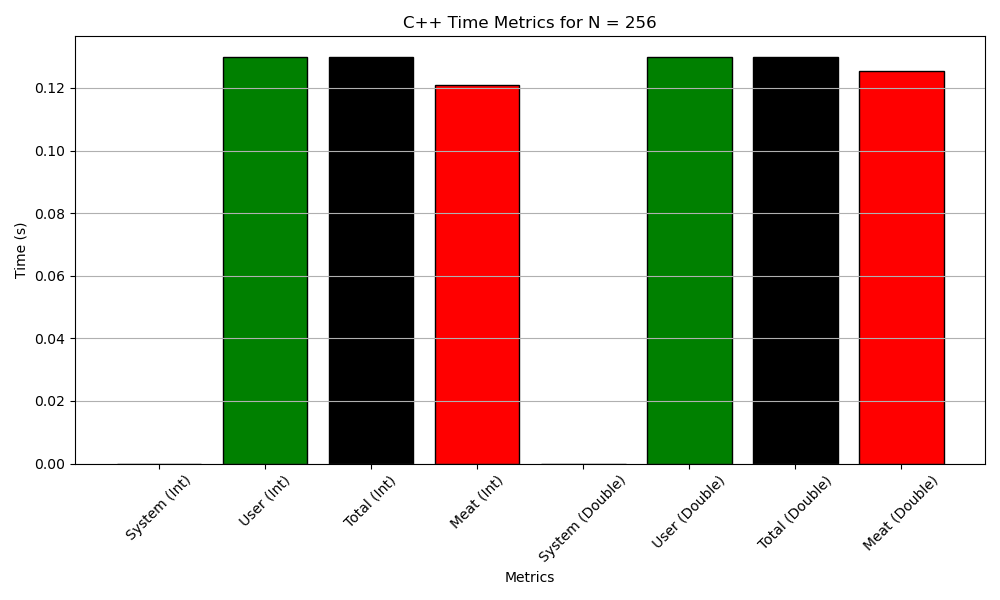 C++ Time Metrics for N = 256
Time (s)
0.12
0.10
0.08
0.06
0.04
0.02
0.00
System (Int)
User (Int)
Total (Int)
Meat (Int)
System (Double)
User (Double)
Total (Double)
Meat (Double)
Metrics